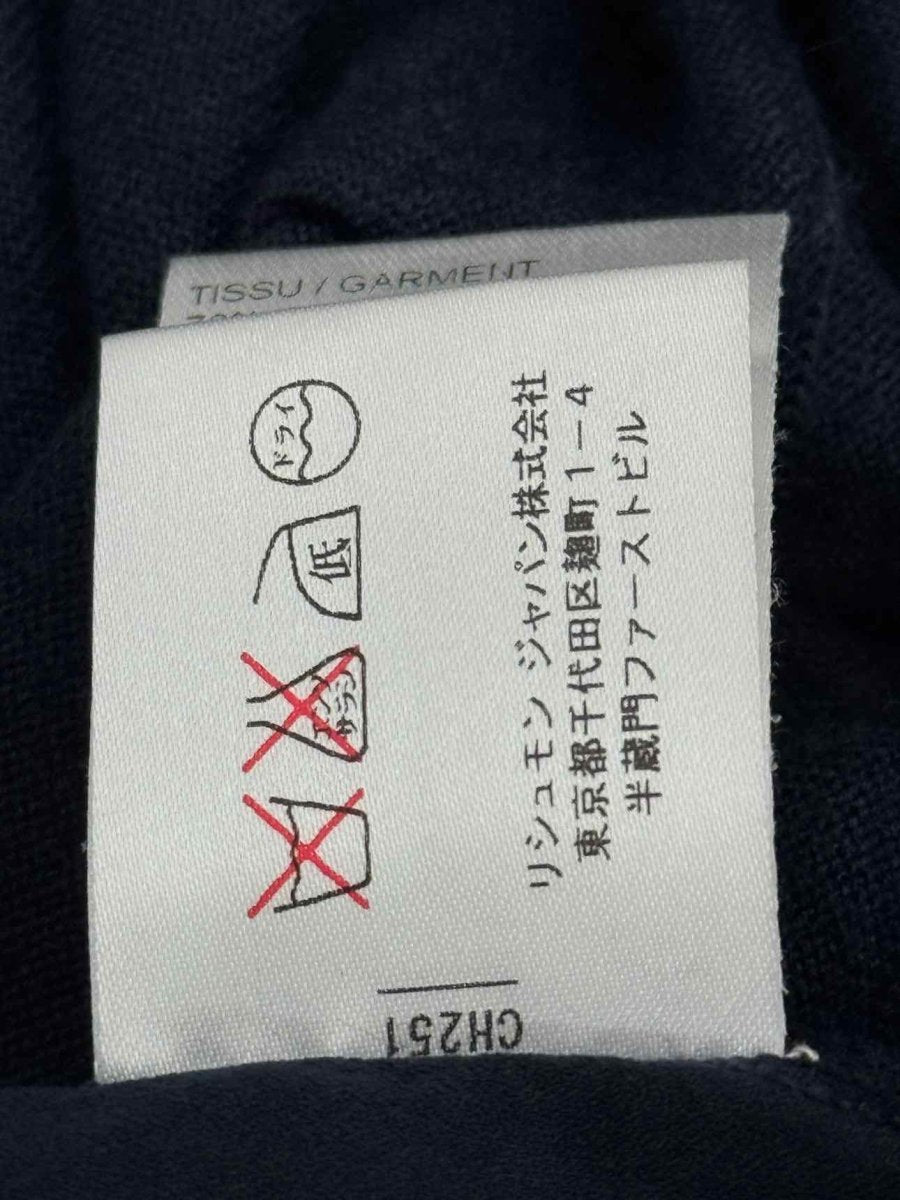 TISSU / GARMENT
ドライ
低
エンソ
サラシ
リシュモン ジャパン株式会社
東京都千代田区麹町1-4
半蔵門ファーストビル
CH251